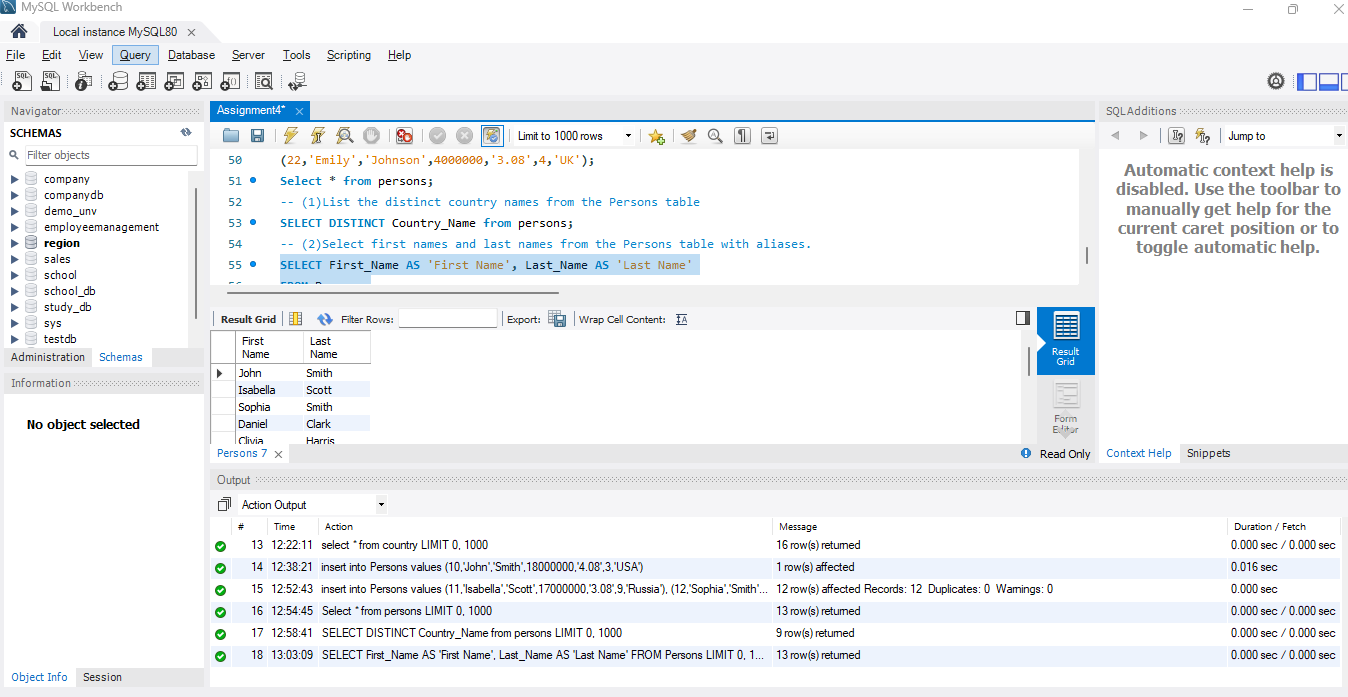 MySQL Workbench
Local instance MySQL80
File Edit View Query Database Server Tools Scripting Help
Navigator
SCHEMAS
Filter objects
company
companydb
demo_unv
employeemanagement
region
sales
school
school_db
study_db
sys
testdb
Administration Schemas
Information
No object selected
Object Info Session
Assignment4*
Limit to 1000 rows
50 (22,'Emily','Johnson',4000000,'3.08',4,'UK');
51 Select * from persons;
52 -- (1)List the distinct country names from the Persons table
53 SELECT DISTINCT Country_Name from persons;
54 -- (2)Select first names and last names from the Persons table with aliases.
55 SELECT First_Name AS 'First Name', Last_Name AS 'Last Name'
Result Grid Filter Rows: Export: Wrap Cell Content:
First Name Last Name
John Smith
Isabella Scott
Sophia Smith
Daniel Clark
Clivia Harris
Result Grid
Form Editor
Persons 7
Read Only
SQLAdditions
Jump to
Automatic context help is
disabled. Use the toolbar to
manually get help for the
current caret position or to
toggle automatic help.
Context Help Snippets
Output
Action Output
# Time Action Message Duration / Fetch
13 12:22:11 select * from country LIMIT 0, 1000 16 row(s) returned 0.000 sec / 0.000 sec
14 12:38:21 insert into Persons values (10,'John','Smith',18000000,'4.08',3,'USA') 1 row(s) affected 0.016 sec
15 12:52:43 insert into Persons values (11,'Isabella','Scott',17000000,'3.08',9,'Russia'), (12,'Sophia','Smith'... 12 row(s) affected Records: 12 Duplicates: 0 Warnings: 0 0.000 sec
16 12:54:45 Select * from persons LIMIT 0, 1000 13 row(s) returned 0.000 sec / 0.000 sec
17 12:58:41 SELECT DISTINCT Country_Name from persons LIMIT 0, 1000 9 row(s) returned 0.000 sec / 0.000 sec
18 13:03:09 SELECT First_Name AS 'First Name', Last_Name AS 'Last Name' FROM Persons LIMIT 0, 1... 13 row(s) returned 0.000 sec / 0.000 sec